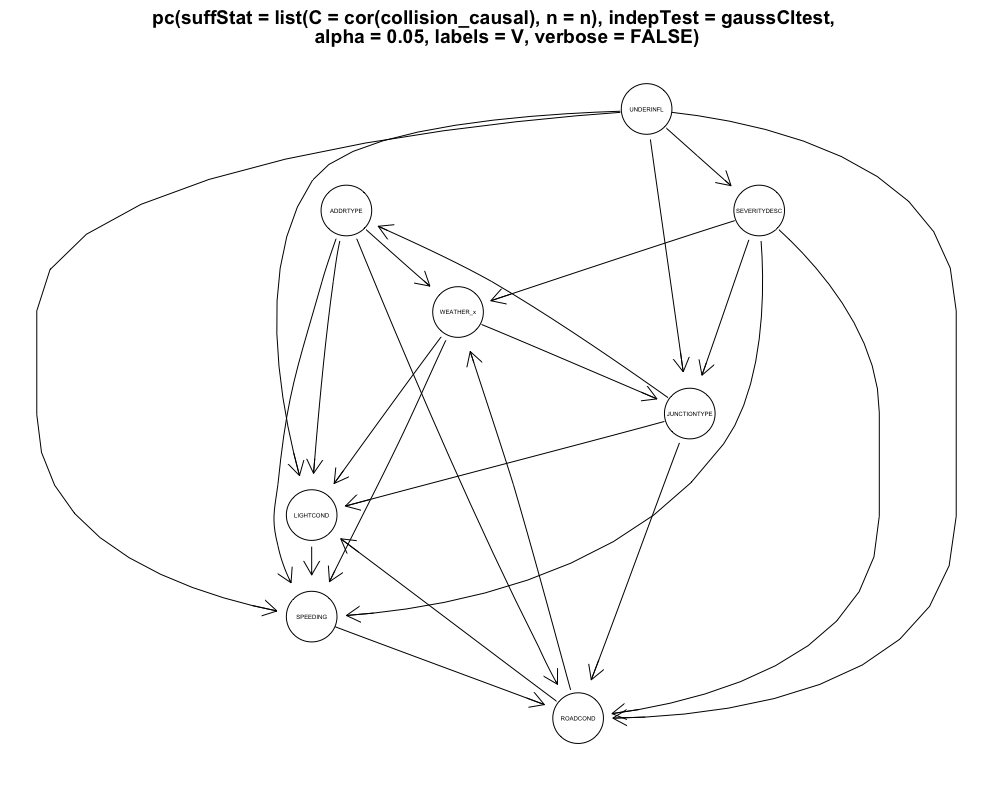 pc(suffStat = list(C = cor(collision_causal), n = n), indepTest = gaussCItest,
alpha = 0.05, labels = V, verbose = FALSE)
UNDERINFL
ADDRTYPE
SEVERITYDESC
WEATHER_x
JUNCTIONTYPE
LIGHTCOND
SPEEDING
ROADCOND